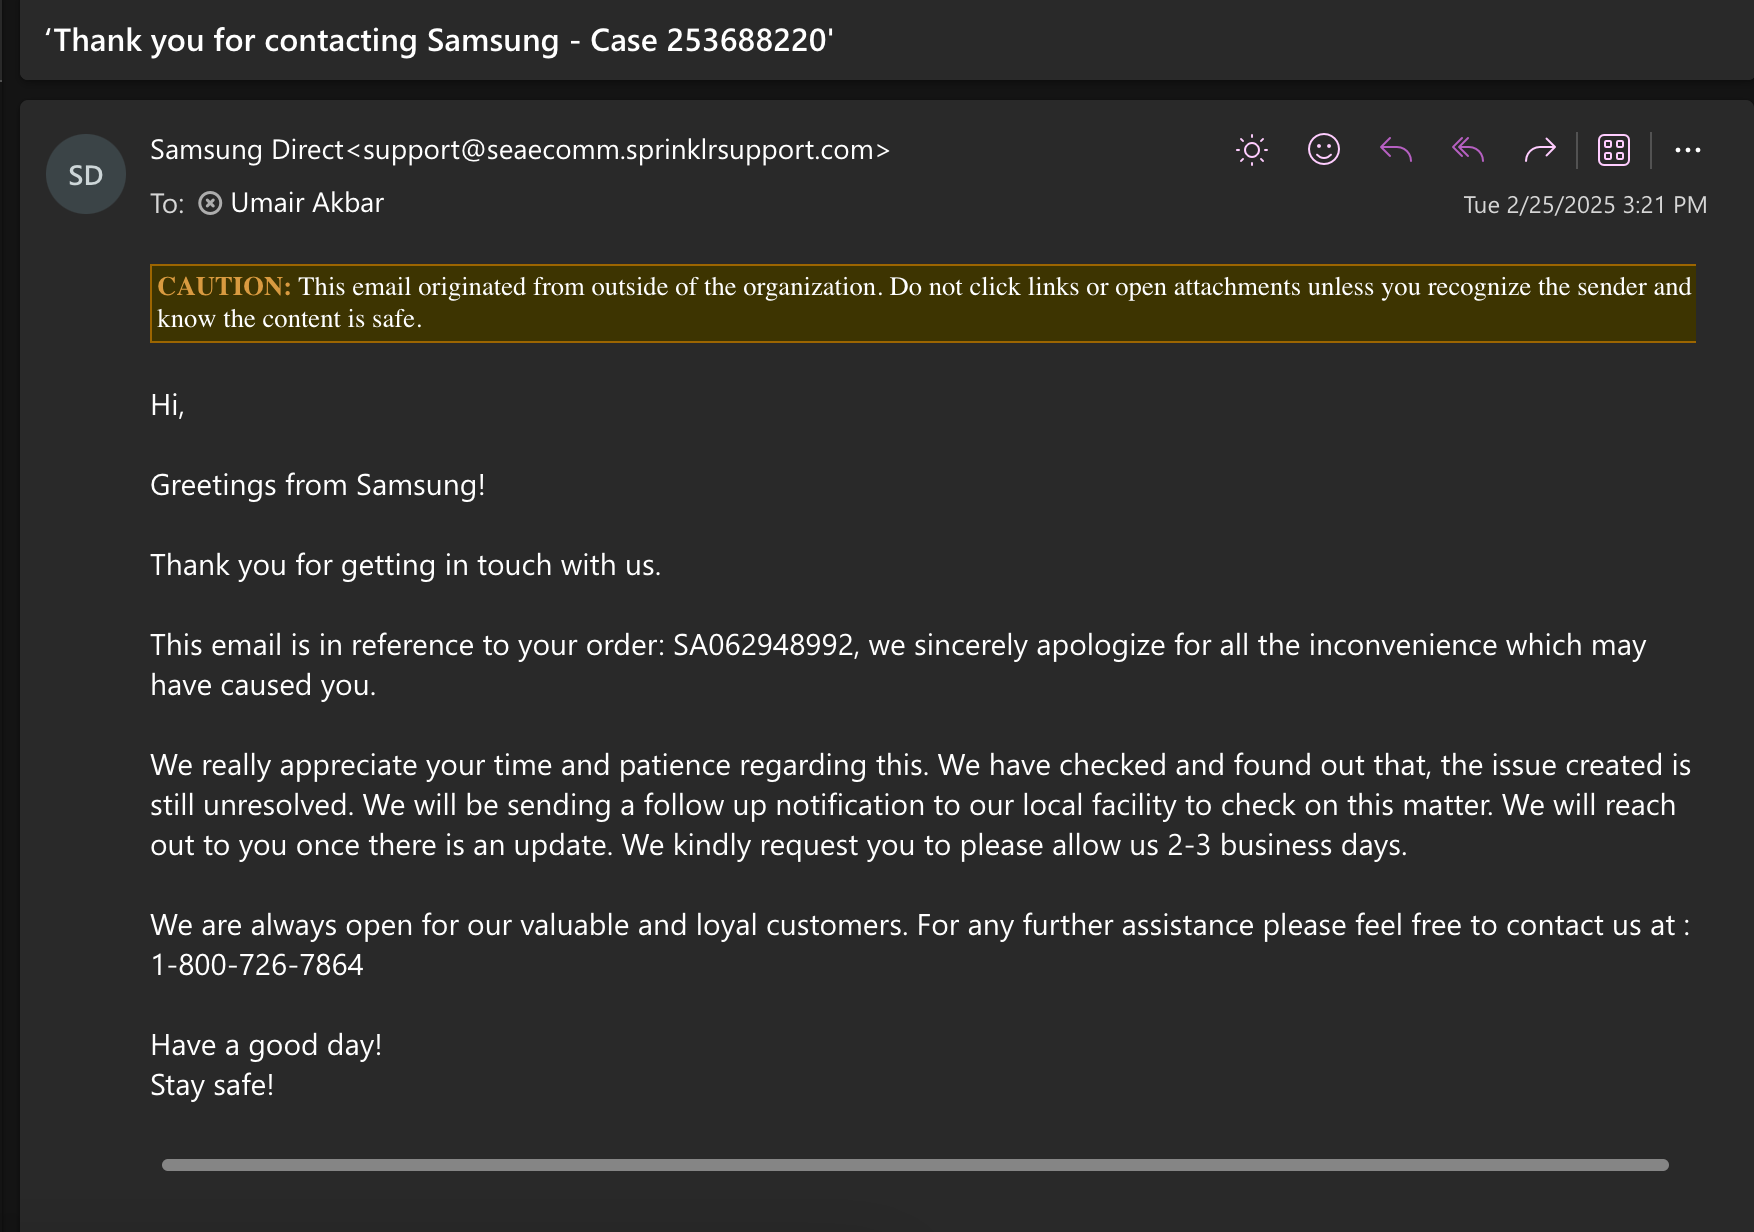 ‘Thank you for contacting Samsung - Case 253688220'
SD
Samsung Direct<support@seaecomm.sprinklrsupport.com>
To: Umair Akbar
Tue 2/25/2025 3:21 PM
CAUTION: This email originated from outside of the organization. Do not click links or open attachments unless you recognize the sender and
know the content is safe.
Hi,
Greetings from Samsung!
Thank you for getting in touch with us.
This email is in reference to your order: SA062948992, we sincerely apologize for all the inconvenience which may
have caused you.
We really appreciate your time and patience regarding this. We have checked and found out that, the issue created is
still unresolved. We will be sending a follow up notification to our local facility to check on this matter. We will reach
out to you once there is an update. We kindly request you to please allow us 2-3 business days.
We are always open for our valuable and loyal customers. For any further assistance please feel free to contact us at :
1-800-726-7864
Have a good day!
Stay safe!